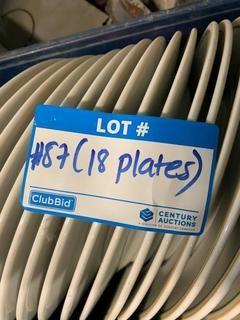 LOT #
#87 (18 plates)
ClubBid
CENTURY
AUCTIONS